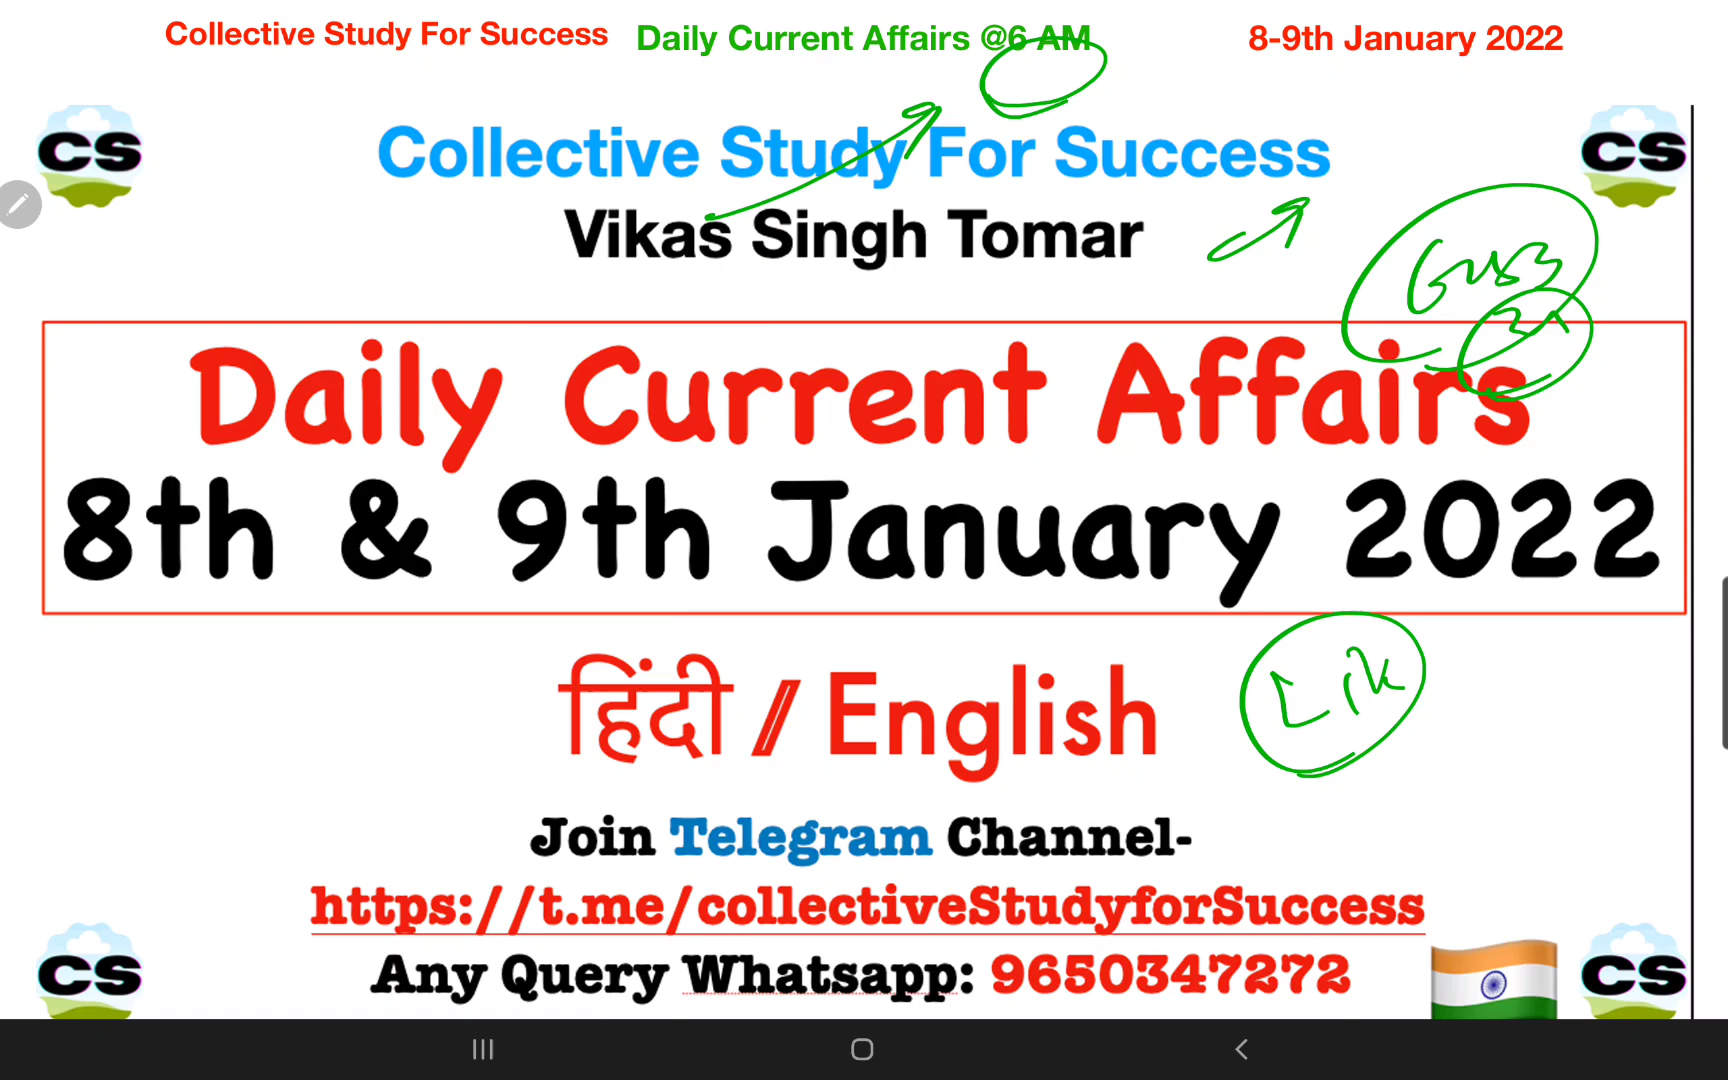 Collective Study For Success Daily Current Affairs @6 AM 8-9th January 2022
CS CS
Collective Study For Success
Vikas Singh Tomar
Daily Current Affairs
8th & 9th January 2022
हिंदी / English
Lik
Join Telegram Channel-
https://t.me/collectiveStudyforSuccess
Any Query Whatsapp: 9650347272
CS CS